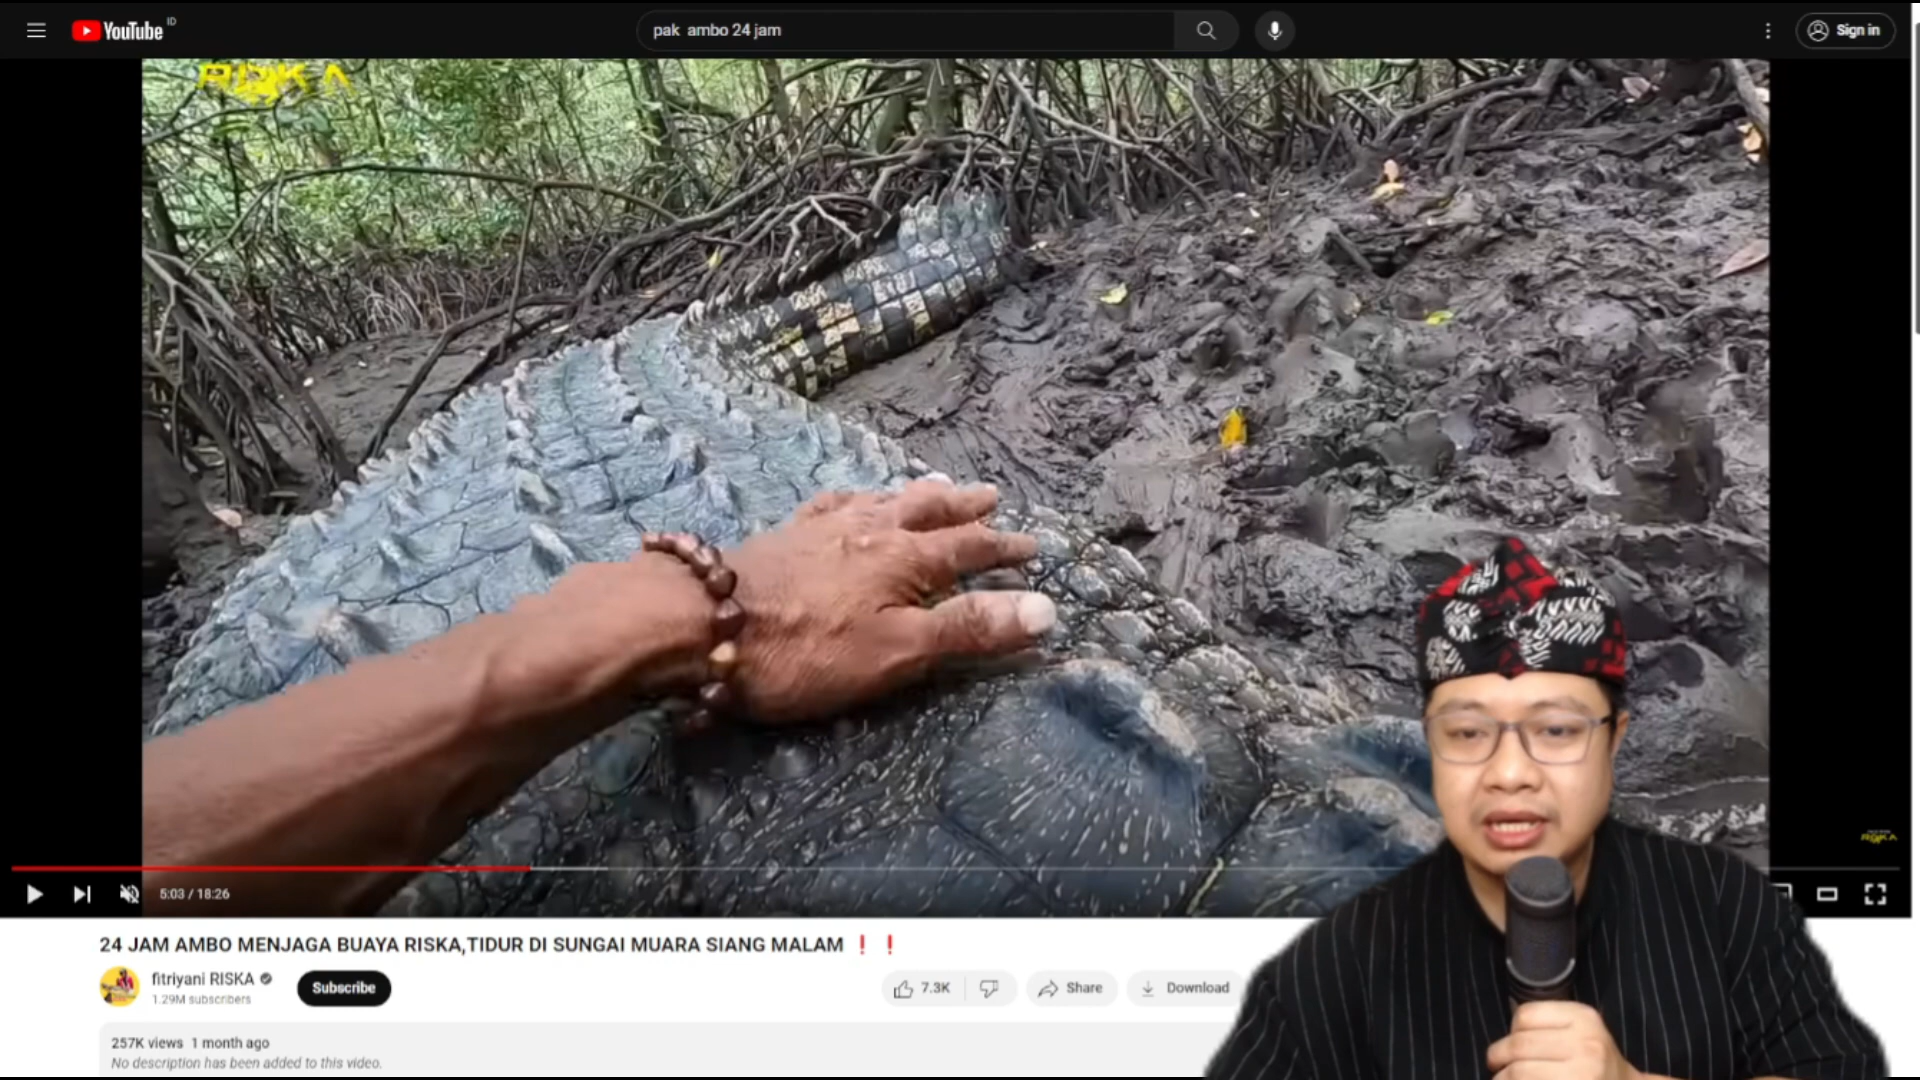 YouTube ID
pak ambo 24 jam
Sign in
RISKA
5:03 / 18:26
24 JAM AMBO MENJAGA BUAYA RISKA,TIDUR DI SUNGAI MUARA SIANG MALAM ❗ ❗
fitriyani RISKA
1.29M subscribers
Subscribe
7.3K
Share
Download
257K views 1 month ago
No description has been added to this video.